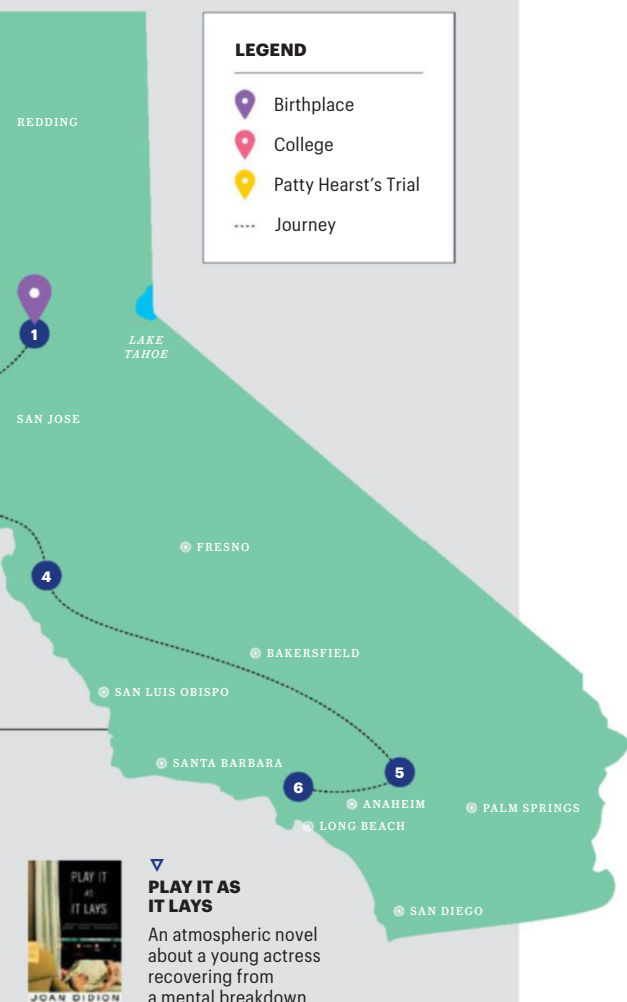 LEGEND
Birthplace
College
Patty Hearst's Trial
Journey
REDDING
1
LAKE
TAHOE
SAN JOSE
FRESNO
4
BAKERSFIELD
SAN LUIS OBISPO
SANTA BARBARA
5
6
ANAHEIM
PALM SPRINGS
LONG BEACH
SAN DIEGO
PLAY IT
AS
IT LAYS
JOAN DIDION
PLAY IT AS
IT LAYS
An atmospheric novel
about a young actress
recovering from
a mental breakdown